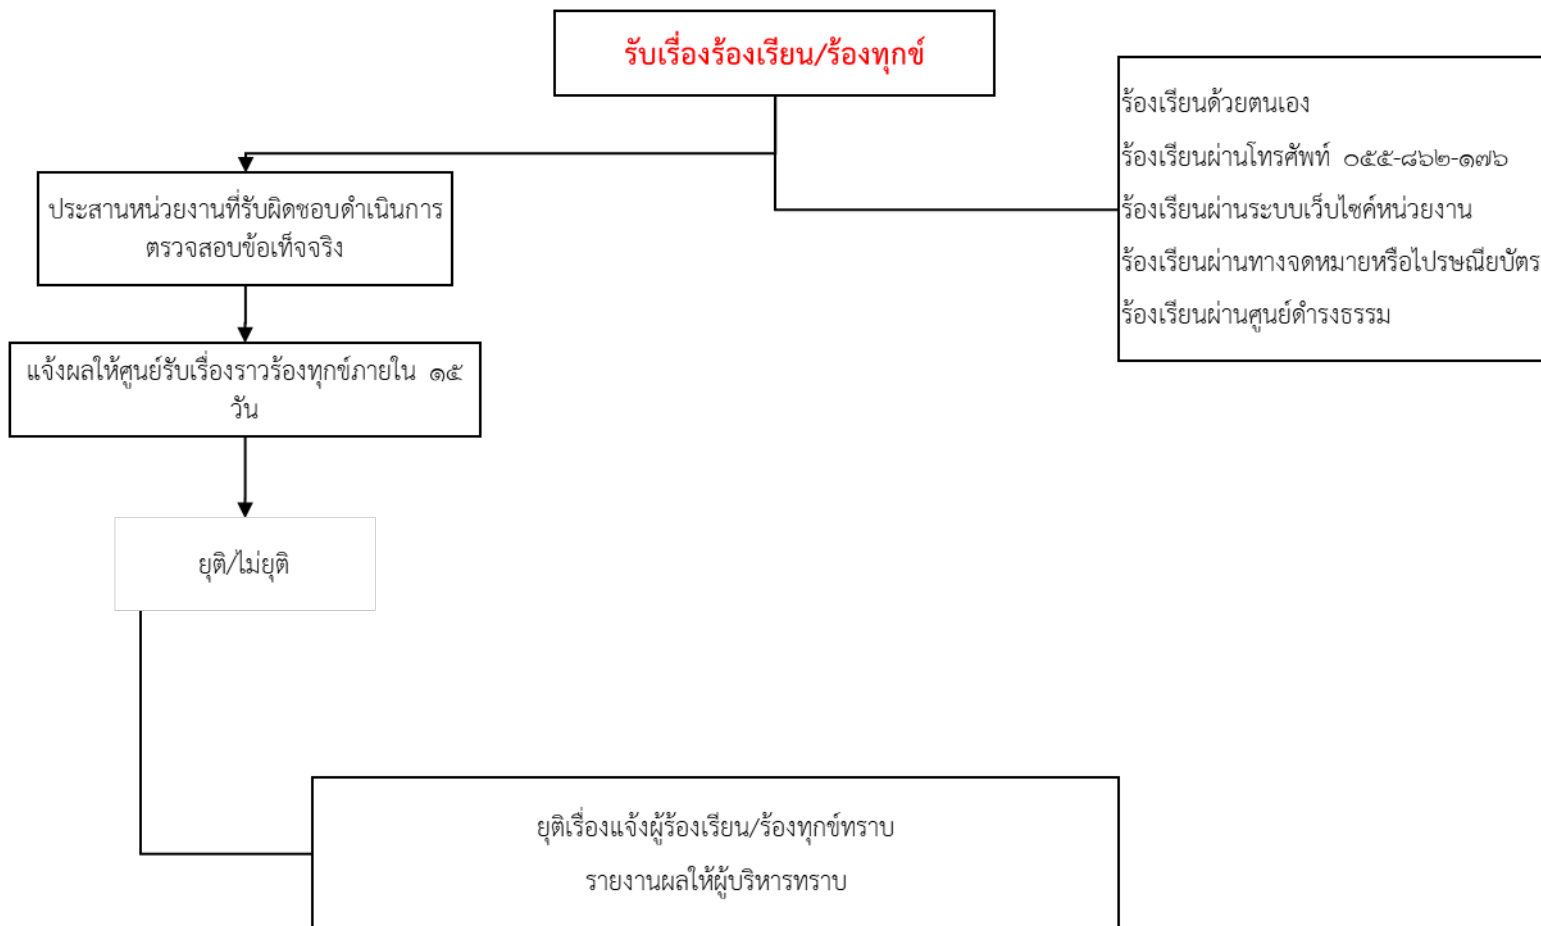 รับเรื่องร้องเรียน/ร้องทุกข์
ร้องเรียนด้วยตนเอง
ร้องเรียนผ่านโทรศัพท์ ๐๕๕-๘๖๒-๑๗๖
ร้องเรียนผ่านระบบเว็บไซค์หน่วยงาน
ร้องเรียนผ่านทางจดหมายหรือไปรษณียบัตร
ร้องเรียนผ่านศูนย์ดำรงธรรม
ประสานหน่วยงานที่รับผิดชอบดำเนินการ
ตรวจสอบข้อเท็จจริง
แจ้งผลให้ศูนย์รับเรื่องราวร้องทุกข์ภายใน ๑๕
วัน
ยุติ/ไม่ยุติ
ยุติเรื่องแจ้งผู้ร้องเรียน/ร้องทุกข์ทราบ
รายงานผลให้ผู้บริหารทราบ